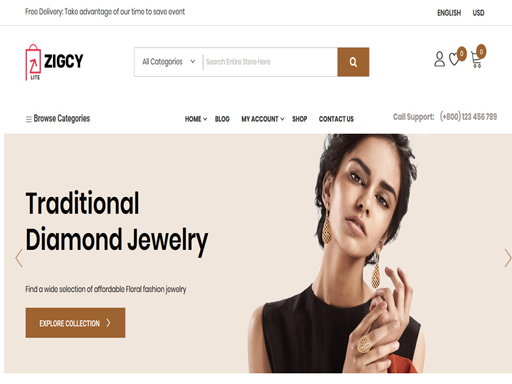 Free Delivery: Take advantage of our time to save event
ENGLISH USD
ZIGCY
LITE
All Categories Search Entire Store Here
0 0
Browse Categories HOME BLOG MY ACCOUNT SHOP CONTACT US Call Support: (+800) 123 456 789
Traditional
Diamond Jewelry
Find a wide selection of affordable Floral fashion jewelry
EXPLORE COLLECTION